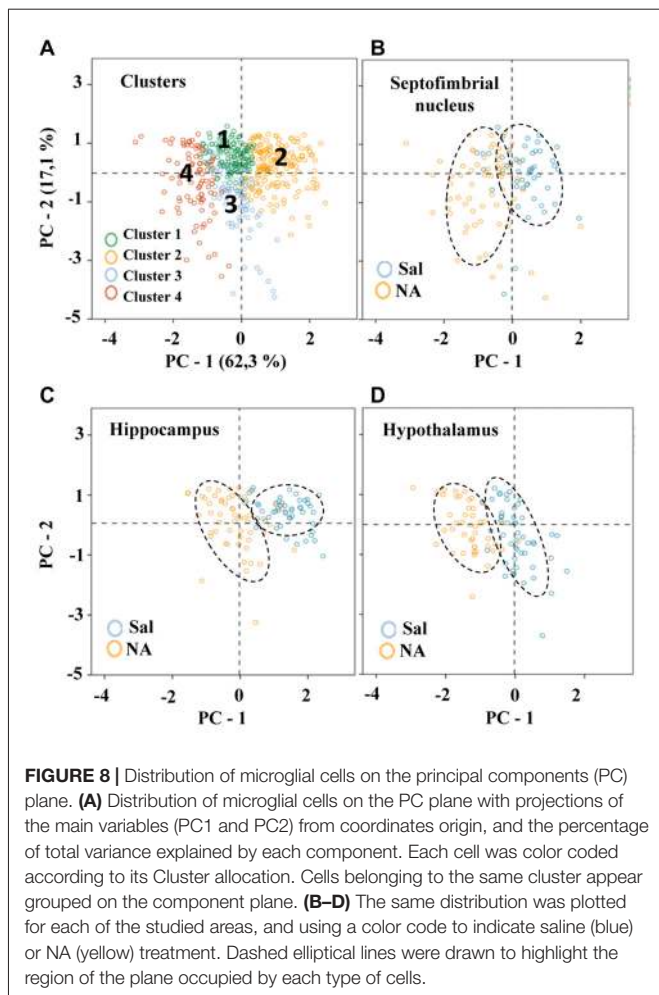 A
B
3
Clusters
Septofimbrial
nucleus
1
1
2
4
3
-1
-3
-5
PC - 2 (17,1 %)
Cluster 1
Cluster 2
Cluster 3
Cluster 4
Sal
NA
-4
-2
0
2
PC - 1 (62,3 %)
-4
-2
0
2
PC - 1
C
D
3
Hippocampus
Hypothalamus
1
-1
-3
-5
PC - 2
Sal
NA
Sal
NA
-4
-2
0
2
PC - 1
-4
-2
0
2
PC - 1
FIGURE 8 | Distribution of microglial cells on the principal components (PC)
plane. (A) Distribution of microglial cells on the PC plane with projections of
the main variables (PC1 and PC2) from coordinates origin, and the percentage
of total variance explained by each component. Each cell was color coded
according to its Cluster allocation. Cells belonging to the same cluster appear
grouped on the component plane. (B–D) The same distribution was plotted
for each of the studied areas, and using a color code to indicate saline (blue)
or NA (yellow) treatment. Dashed elliptical lines were drawn to highlight the
region of the plane occupied by each type of cells.